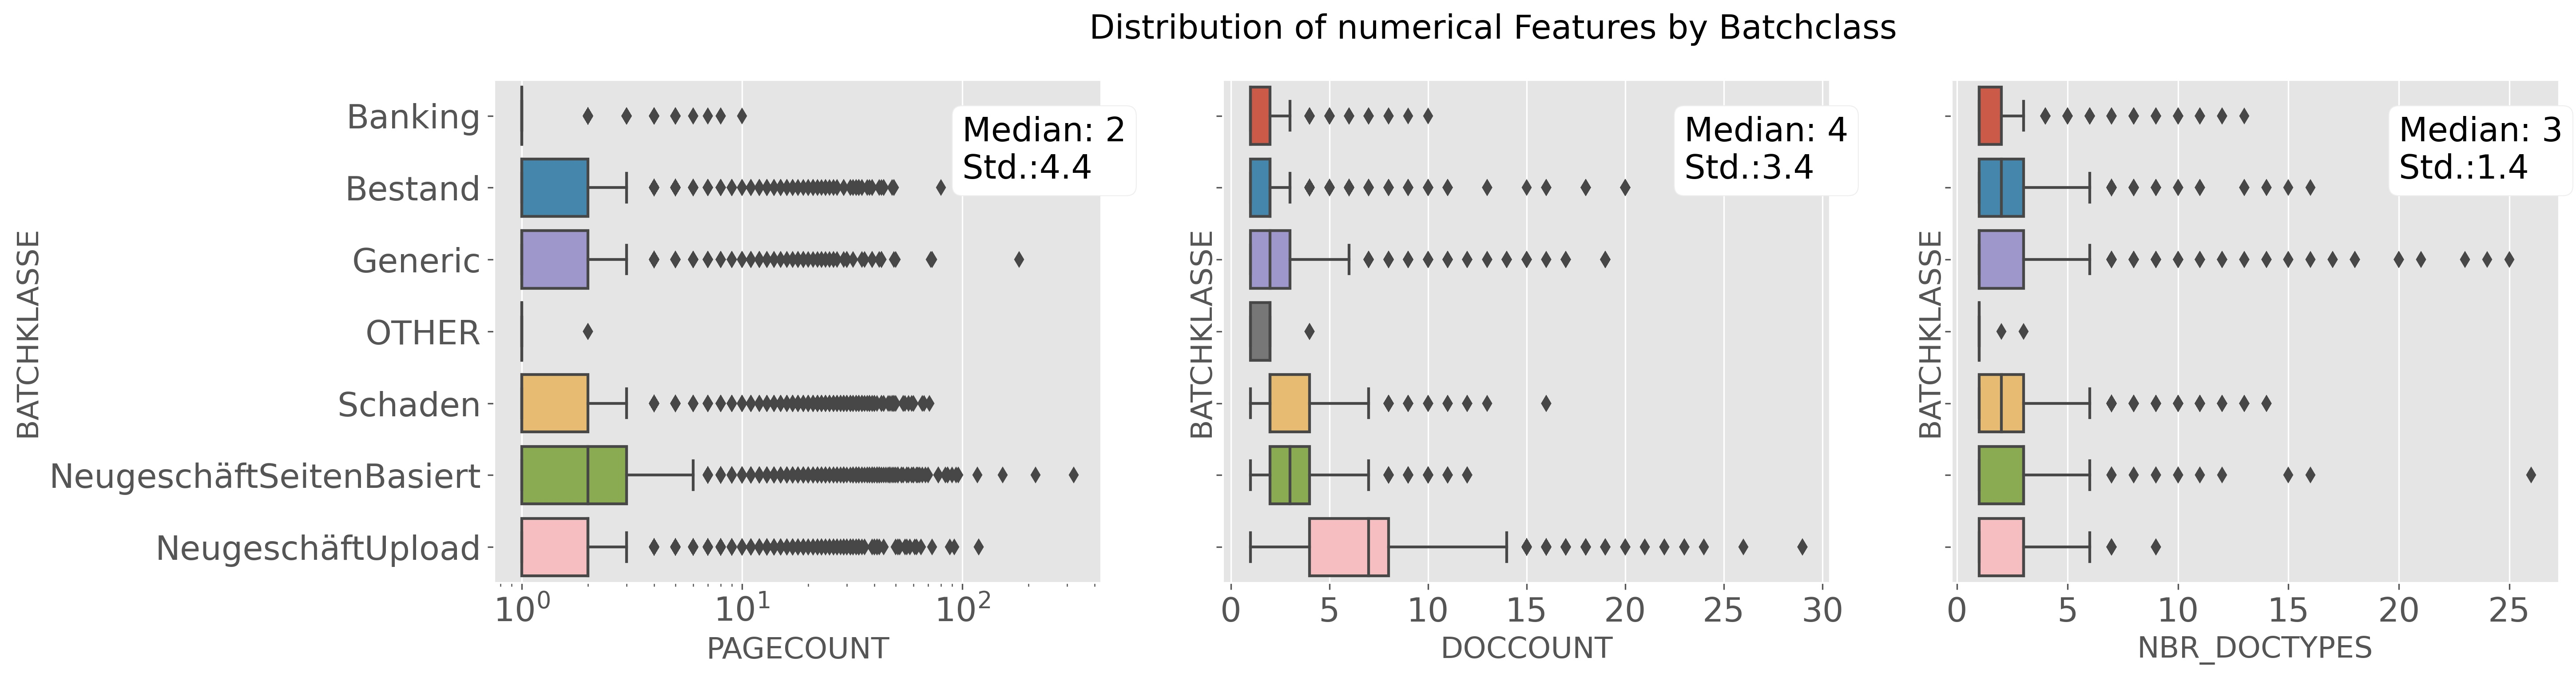 Distribution of numerical Features by Batchclass
BATCHKLASSE
Banking
Bestand
Generic
OTHER
Schaden
NeugeschäftSeitenBasiert
NeugeschäftUpload
Median: 2
Std.:4.4
10⁰ 10¹ 10²
PAGECOUNT
BATCHKLASSE
Median: 4
Std.:3.4
0 5 10 15 20 25 30
DOCCOUNT
BATCHKLASSE
Median: 3
Std.:1.4
0 5 10 15 20 25
NBR_DOCTYPES